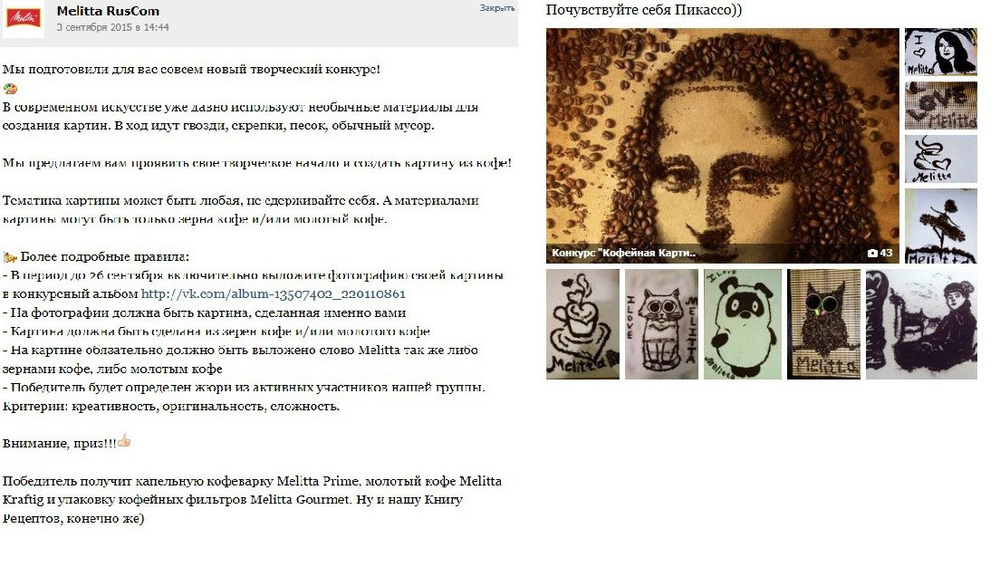 Melitta
Melitta RusCom
Закрыть
3 сентября 2015 в 14:44
Мы подготовили для вас совсем новый творческий конкурс!
В современном искусстве уже давно используют необычные материалы для
создания картин. В ход идут гвозди, скрепки, песок, обычный мусор.
Мы предлагаем вам проявить свое творческое начало и создать картину из кофе!
Тематика картины может быть любая, не сдерживайте себя. А материалами
картины могут быть только зерна кофе и/или молотый кофе.
Более подробные правила:
- В период до 26 сентября включительно выложите фотографию своей картины
в конкурсный альбом http://vk.com/album-13507402_220110861
- На фотографии должна быть картина, сделанная именно вами
- Картина должна быть сделана из зерен кофе и/или молотого кофе
- На картине обязательно должно быть выложено слово Melitta так же либо
зернами кофе, либо молотым кофе
- Победитель будет определен жюри из активных участников нашей группы.
Критерии: креативность, оригинальность, сложность.
Внимание, приз!!!
Победитель получит капельную кофеварку Melitta Prime, молотый кофе Melitta
Kraftig и упаковку кофейных фильтров Melitta Gourmet. Ну и нашу Книгу
Рецептов, конечно же)
Почувствуйте себя Пикассо))
Конкурс "Кофейная Карти..
43
I
Melitta
LOVE
Melitta
Melitta
Melitta
Melitta
I LOVE
MELITTA
I LOVE
Melitta
Melitta